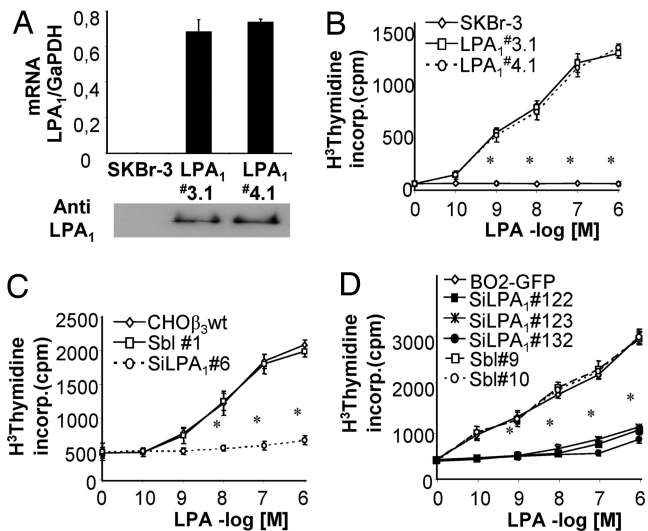 A
mRNA
LPA₁/GaPDH
0,8
0,6
0,4
0,2
0
SKBr-3
LPA₁
#3.1
LPA₁
#4.1
Anti
LPA₁
B
SKBr-3
LPA₁#3.1
LPA₁#4.1
H³Thymidine
incorp.(cpm)
1500
1000
500
0
* * * *
0 10 9 8 7 6
LPA -log [M]
C
CHOβ₃wt
Sbl #1
SiLPA₁#6
H³Thymidine
incorp.(cpm)
2500
2000
1500
1000
500
0
* * *
0 10 9 8 7 6
LPA -log [M]
D
BO2-GFP
SiLPA₁#122
SiLPA₁#123
SiLPA₁#132
Sbl#9
Sbl#10
H³Thymidine
incorp.(cpm)
3000
2000
1000
0
* * * *
0 10 9 8 7 6
LPA -log [M]